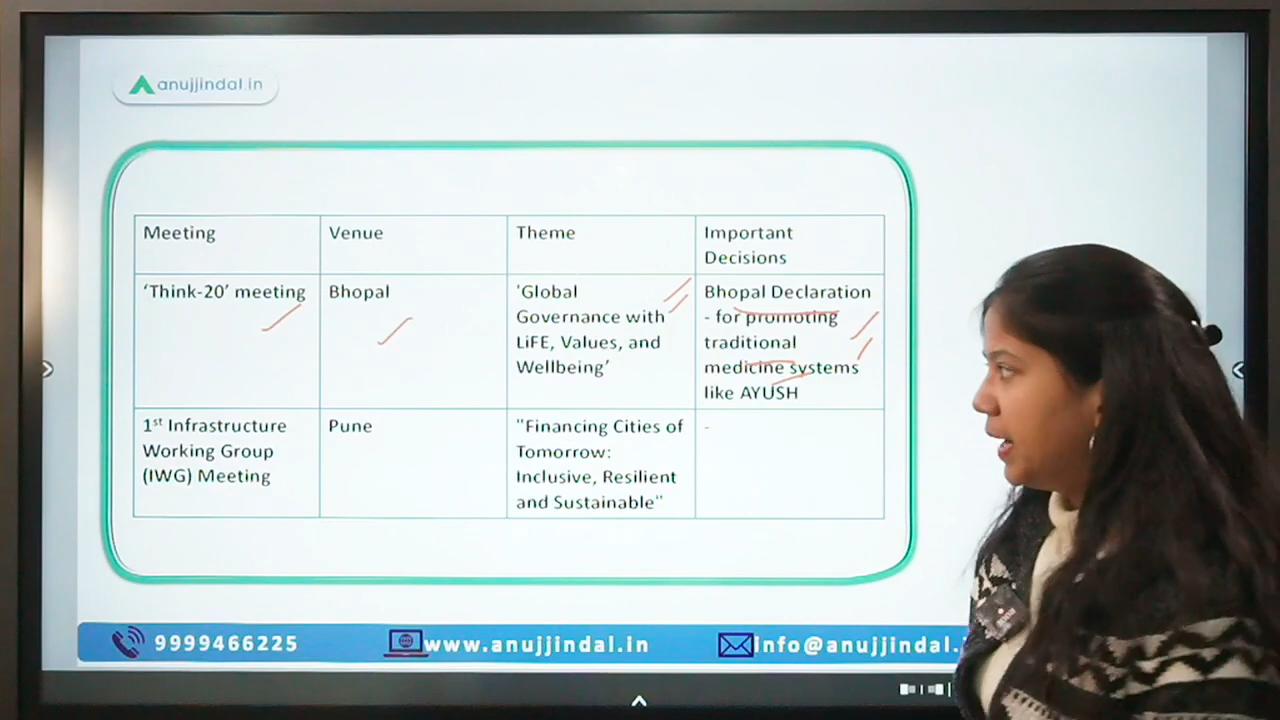 anujjindal.in
Meeting
Venue
Theme
Important
Decisions
‘Think-20’ meeting
Bhopal
‘Global
Governance with
LiFE, Values, and
Wellbeing’
Bhopal Declaration
- for promoting
traditional
medicine systems
like AYUSH
1st Infrastructure
Working Group
(IWG) Meeting
Pune
"Financing Cities of
Tomorrow:
Inclusive, Resilient
and Sustainable"
-
9999466225
www.anujjindal.in
info@anujjindal.